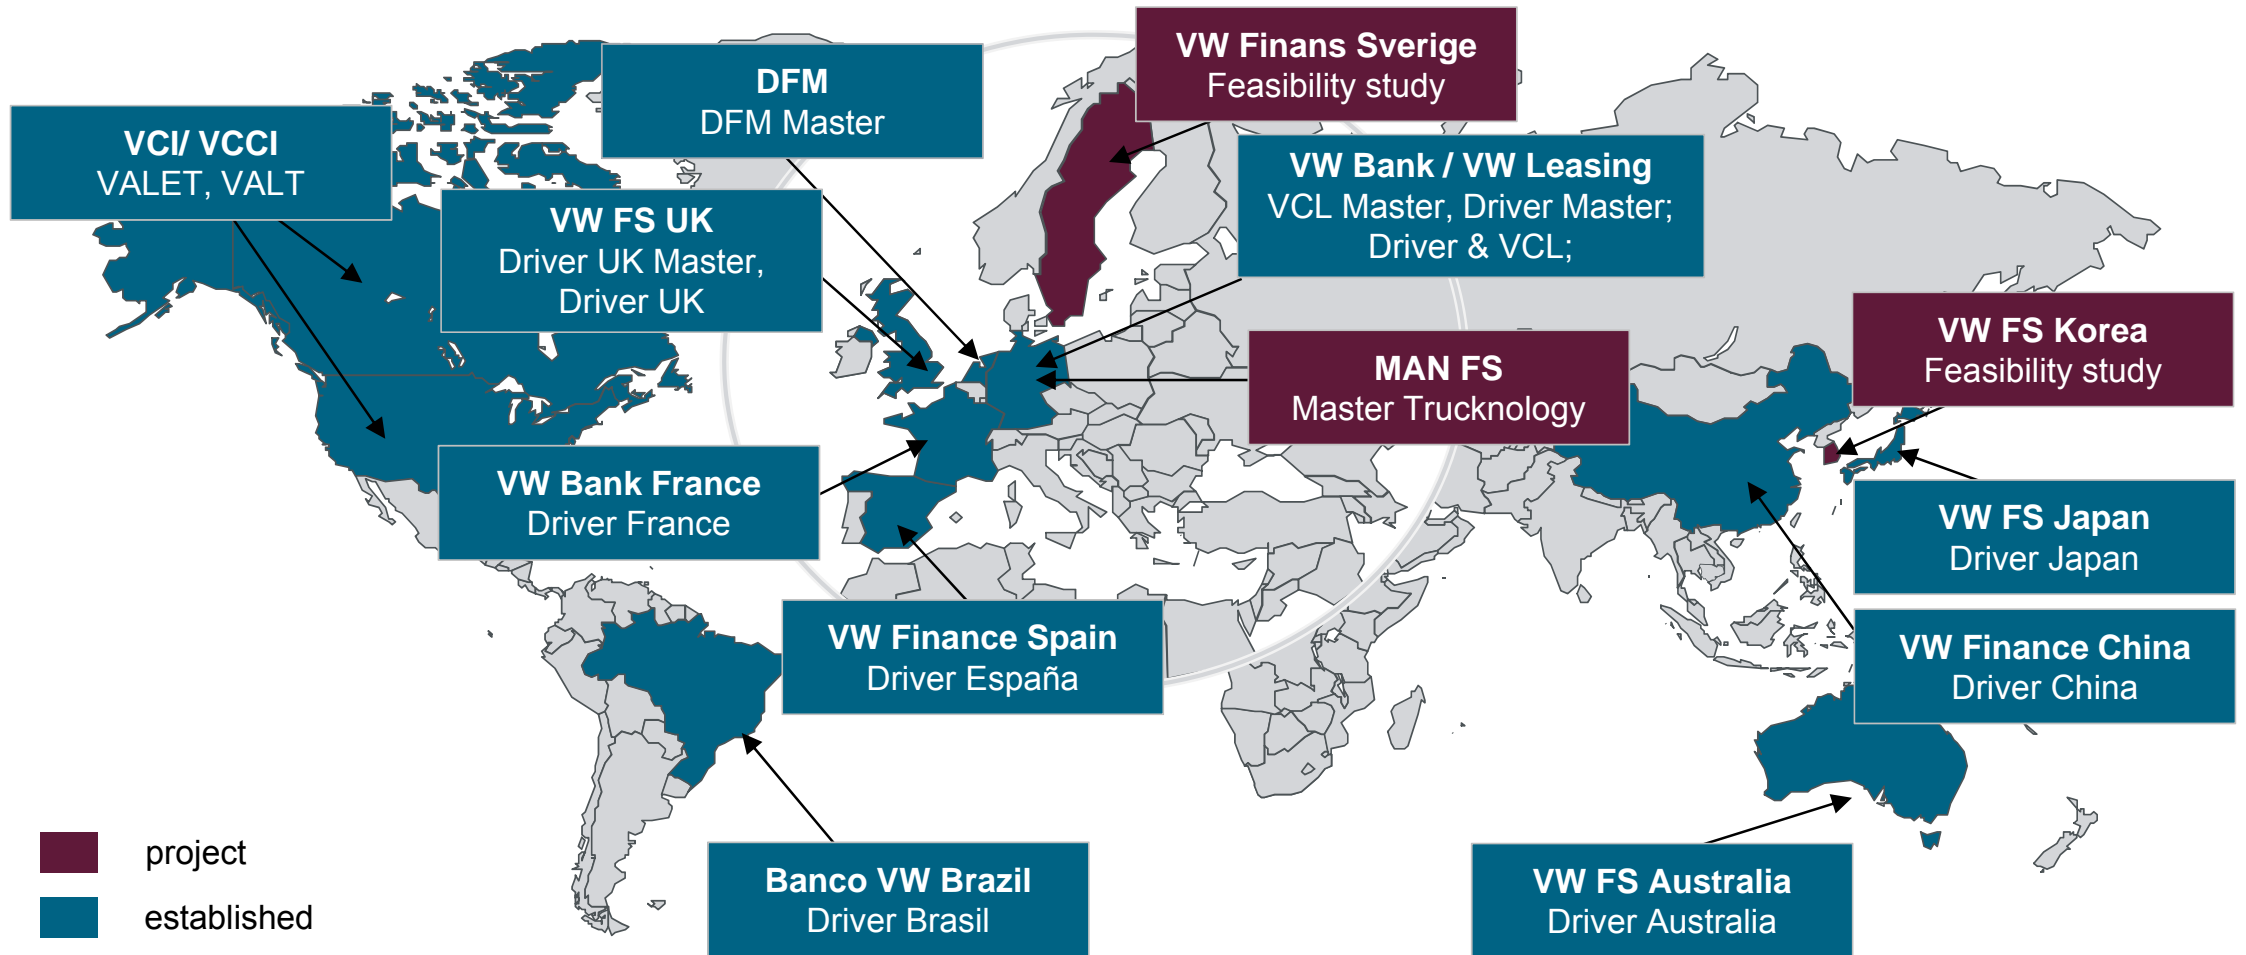 VW Finans Sverige
Feasibility study
DFM
DFM Master
VCI/ VCCI
VALET, VALT
VW Bank / VW Leasing
VCL Master, Driver Master;
Driver & VCL;
VW FS UK
Driver UK Master,
Driver UK
VW FS Korea
Feasibility study
MAN FS
Master Trucknology
VW Bank France
Driver France
VW FS Japan
Driver Japan
VW Finance Spain
Driver España
VW Finance China
Driver China
Banco VW Brazil
Driver Brasil
VW FS Australia
Driver Australia
project
established